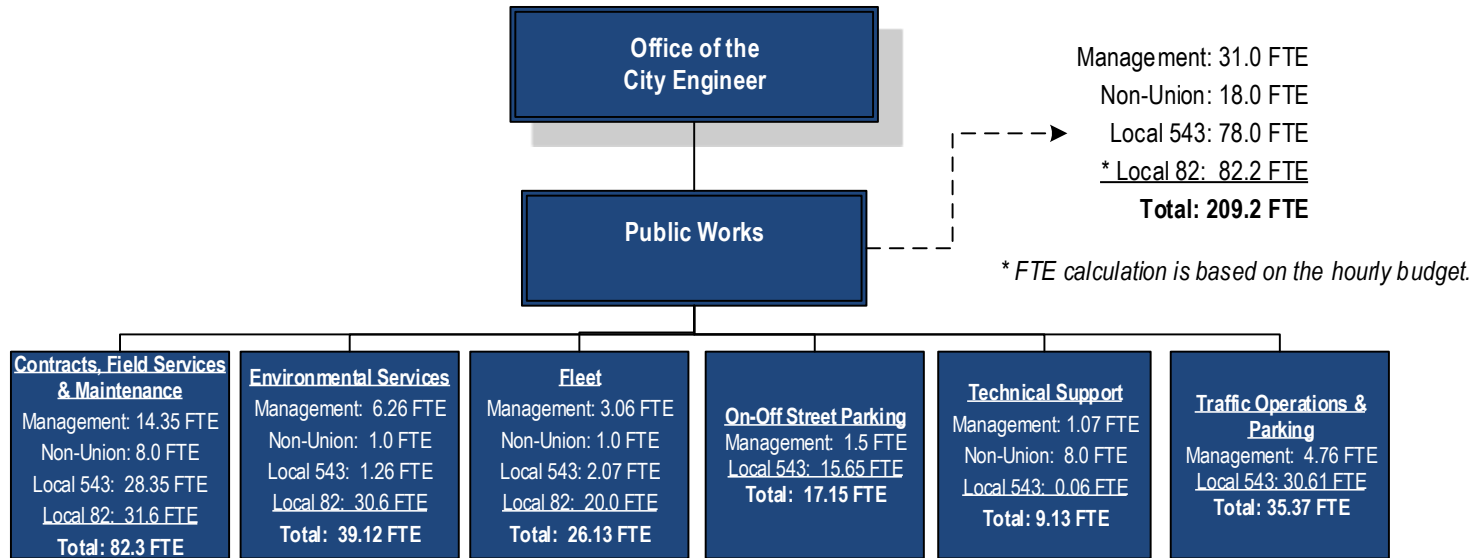 Office of the
City Engineer
Management: 31.0 FTE
Non-Union: 18.0 FTE
Local 543: 78.0 FTE
* Local 82: 82.2 FTE
Total: 209.2 FTE
Public Works
* FTE calculation is based on the hourly budget.
Contracts, Field Services
& Maintenance
Management: 14.35 FTE
Non-Union: 8.0 FTE
Local 543: 28.35 FTE
Local 82: 31.6 FTE
Total: 82.3 FTE
Environmental Services
Management: 6.26 FTE
Non-Union: 1.0 FTE
Local 543: 1.26 FTE
Local 82: 30.6 FTE
Total: 39.12 FTE
Fleet
Management: 3.06 FTE
Non-Union: 1.0 FTE
Local 543: 2.07 FTE
Local 82: 20.0 FTE
Total: 26.13 FTE
On-Off Street Parking
Management: 1.5 FTE
Local 543: 15.65 FTE
Total: 17.15 FTE
Technical Support
Management: 1.07 FTE
Non-Union: 8.0 FTE
Local 543: 0.06 FTE
Total: 9.13 FTE
Traffic Operations &
Parking
Management: 4.76 FTE
Local 543: 30.61 FTE
Total: 35.37 FTE